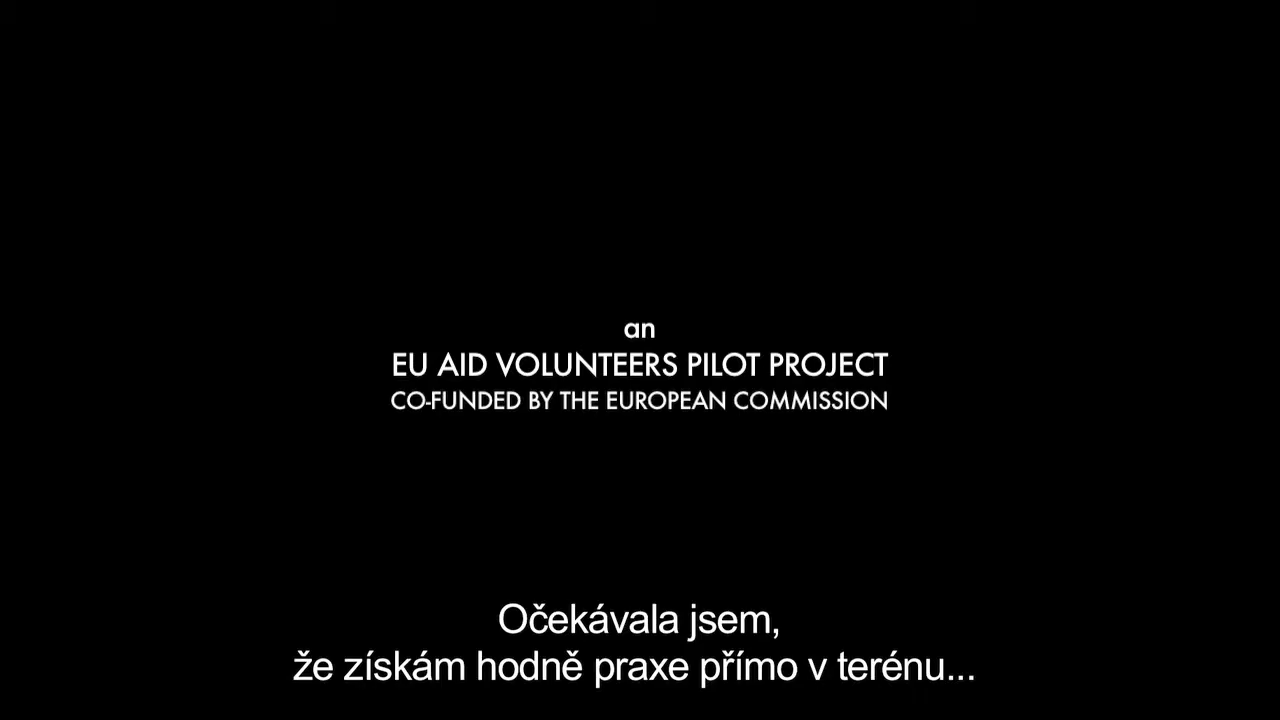 an
EU AID VOLUNTEERS PILOT PROJECT
CO-FUNDED BY THE EUROPEAN COMMISSION
Očekávala jsem,
že získám hodně praxe přímo v terénu...